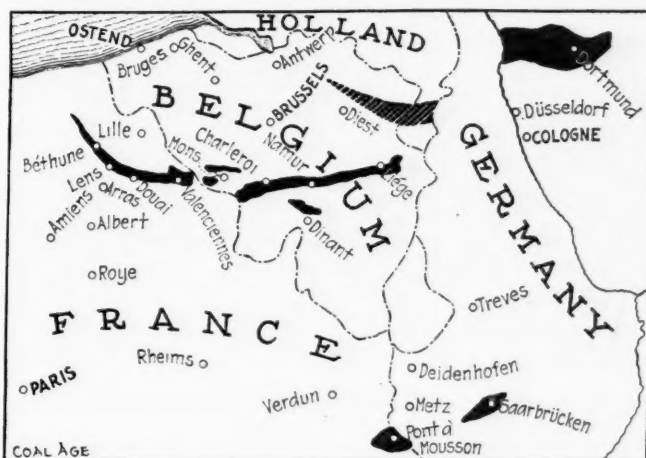 HOLLAND
OSTEND
Bruges
Ghent
Antwerp
Dortmund
BELGIUM
BRUSSELS
Diest
Düsseldorf
COLOGNE
GERMANY
Lille
Mons
Charleroi
Namur
Liége
Béthune
Lens
Arras
Douai
Valenciennes
Amiens
Albert
Dinant
Roye
Treves
FRANCE
Rheims
Deidenhofen
PARIS
Verdun
Metz
Saarbrücken
Pont à
Mousson
COAL AGE